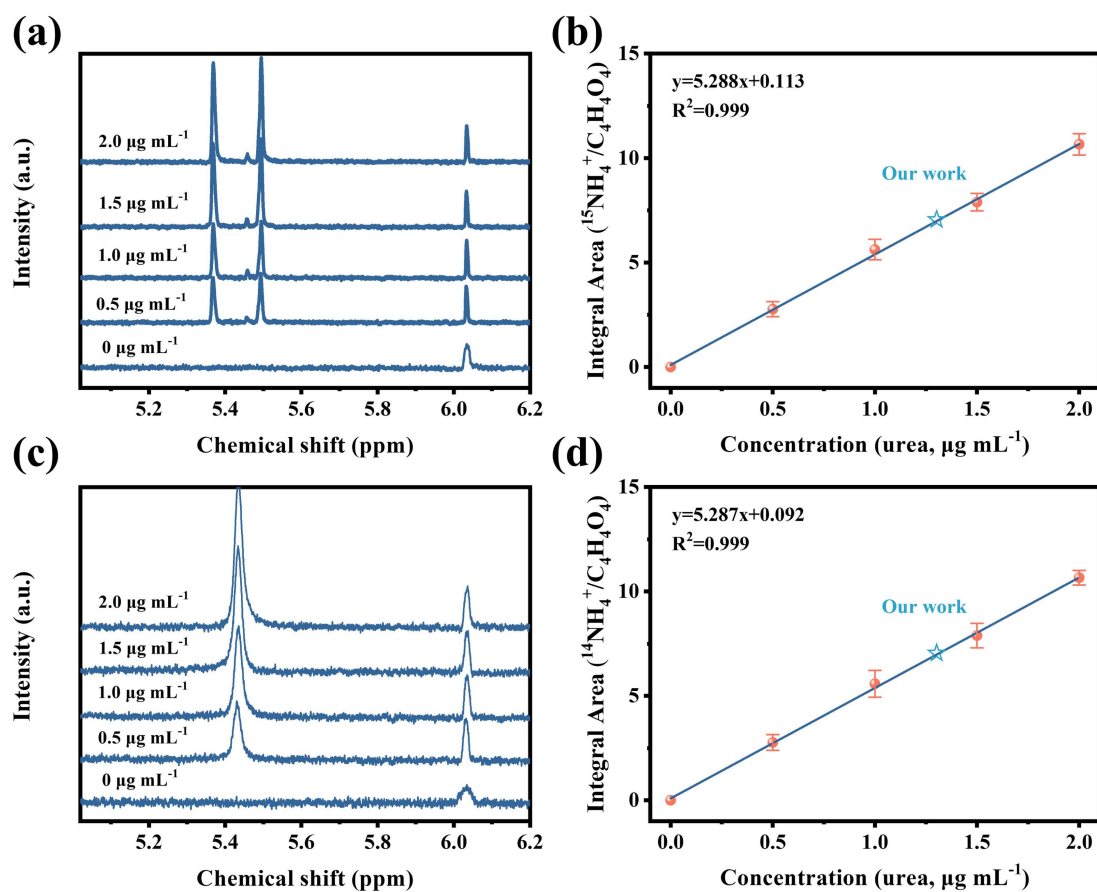 (a)
Intensity (a.u.)
2.0 μg mL⁻¹
1.5 μg mL⁻¹
1.0 μg mL⁻¹
0.5 μg mL⁻¹
0 μg mL⁻¹
5.2 5.4 5.6 5.8 6.0 6.2
Chemical shift (ppm)
(b)
Integral Area (¹⁵NH₄⁺/C₄H₄O₄)
15
10
5
0
y=5.288x+0.113
R²=0.999
Our work
0.0 0.5 1.0 1.5 2.0
Concentration (urea, μg mL⁻¹)
(c)
Intensity (a.u.)
2.0 μg mL⁻¹
1.5 μg mL⁻¹
1.0 μg mL⁻¹
0.5 μg mL⁻¹
0 μg mL⁻¹
5.2 5.4 5.6 5.8 6.0 6.2
Chemical shift (ppm)
(d)
Integral Area (¹⁴NH₄⁺/C₄H₄O₄)
15
10
5
0
y=5.287x+0.092
R²=0.999
Our work
0.0 0.5 1.0 1.5 2.0
Concentration (urea, μg mL⁻¹)